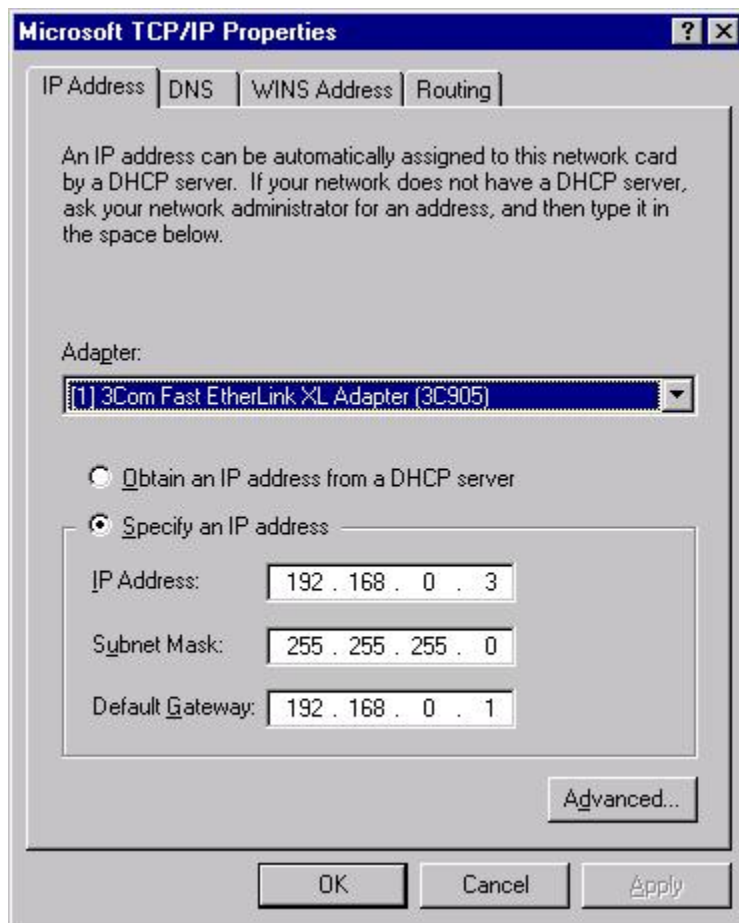 Microsoft TCP/IP Properties
IP Address DNS WINS Address Routing
An IP address can be automatically assigned to this network card
by a DHCP server. If your network does not have a DHCP server,
ask your network administrator for an address, and then type it in
the space below.
Adapter:
[1] 3Com Fast EtherLink XL Adapter (3C905)
Obtain an IP address from a DHCP server
Specify an IP address
IP Address: 192 . 168 . 0 . 3
Subnet Mask: 255 . 255 . 255 . 0
Default Gateway: 192 . 168 . 0 . 1
Advanced...
OK Cancel Apply